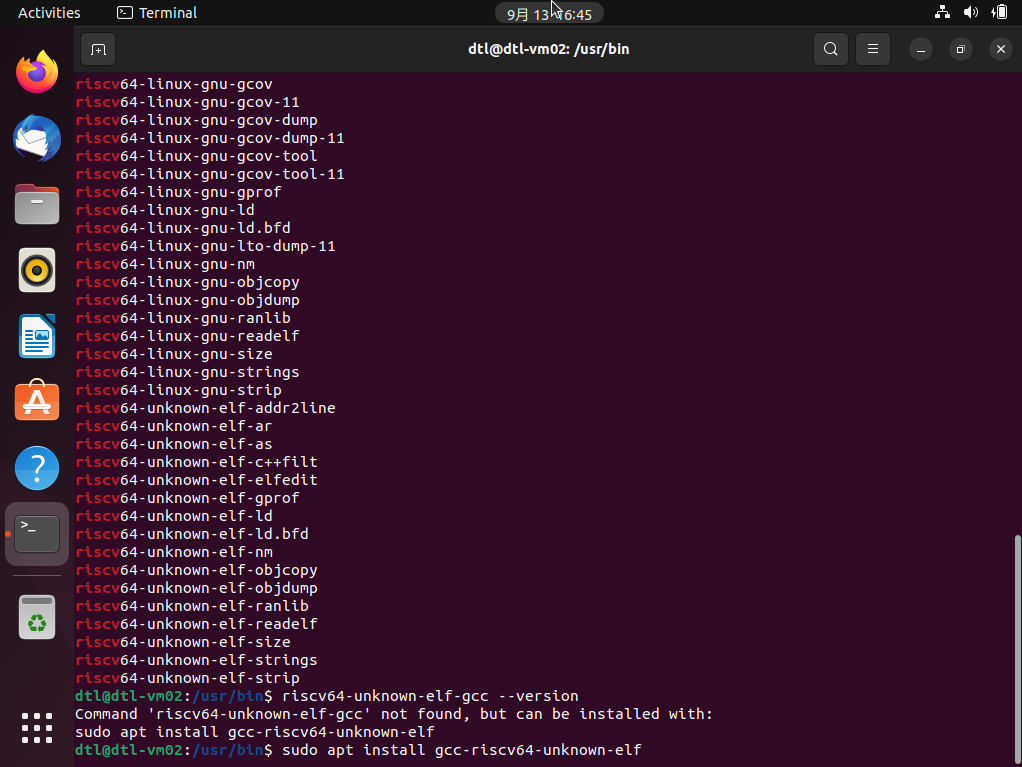 Activities
Terminal
9月 13 16:45
dtl@dtl-vm02: /usr/bin
riscv64-linux-gnu-gcov
riscv64-linux-gnu-gcov-11
riscv64-linux-gnu-gcov-dump
riscv64-linux-gnu-gcov-dump-11
riscv64-linux-gnu-gcov-tool
riscv64-linux-gnu-gcov-tool-11
riscv64-linux-gnu-gprof
riscv64-linux-gnu-ld
riscv64-linux-gnu-ld.bfd
riscv64-linux-gnu-lto-dump-11
riscv64-linux-gnu-nm
riscv64-linux-gnu-objcopy
riscv64-linux-gnu-objdump
riscv64-linux-gnu-ranlib
riscv64-linux-gnu-readelf
riscv64-linux-gnu-size
riscv64-linux-gnu-strings
riscv64-linux-gnu-strip
riscv64-unknown-elf-addr2line
riscv64-unknown-elf-ar
riscv64-unknown-elf-as
riscv64-unknown-elf-c++filt
riscv64-unknown-elf-elfedit
riscv64-unknown-elf-gprof
riscv64-unknown-elf-ld
riscv64-unknown-elf-ld.bfd
riscv64-unknown-elf-nm
riscv64-unknown-elf-objcopy
riscv64-unknown-elf-objdump
riscv64-unknown-elf-ranlib
riscv64-unknown-elf-readelf
riscv64-unknown-elf-size
riscv64-unknown-elf-strings
riscv64-unknown-elf-strip
dtl@dtl-vm02:/usr/bin$ riscv64-unknown-elf-gcc --version
Command 'riscv64-unknown-elf-gcc' not found, but can be installed with:
sudo apt install gcc-riscv64-unknown-elf
dtl@dtl-vm02:/usr/bin$ sudo apt install gcc-riscv64-unknown-elf